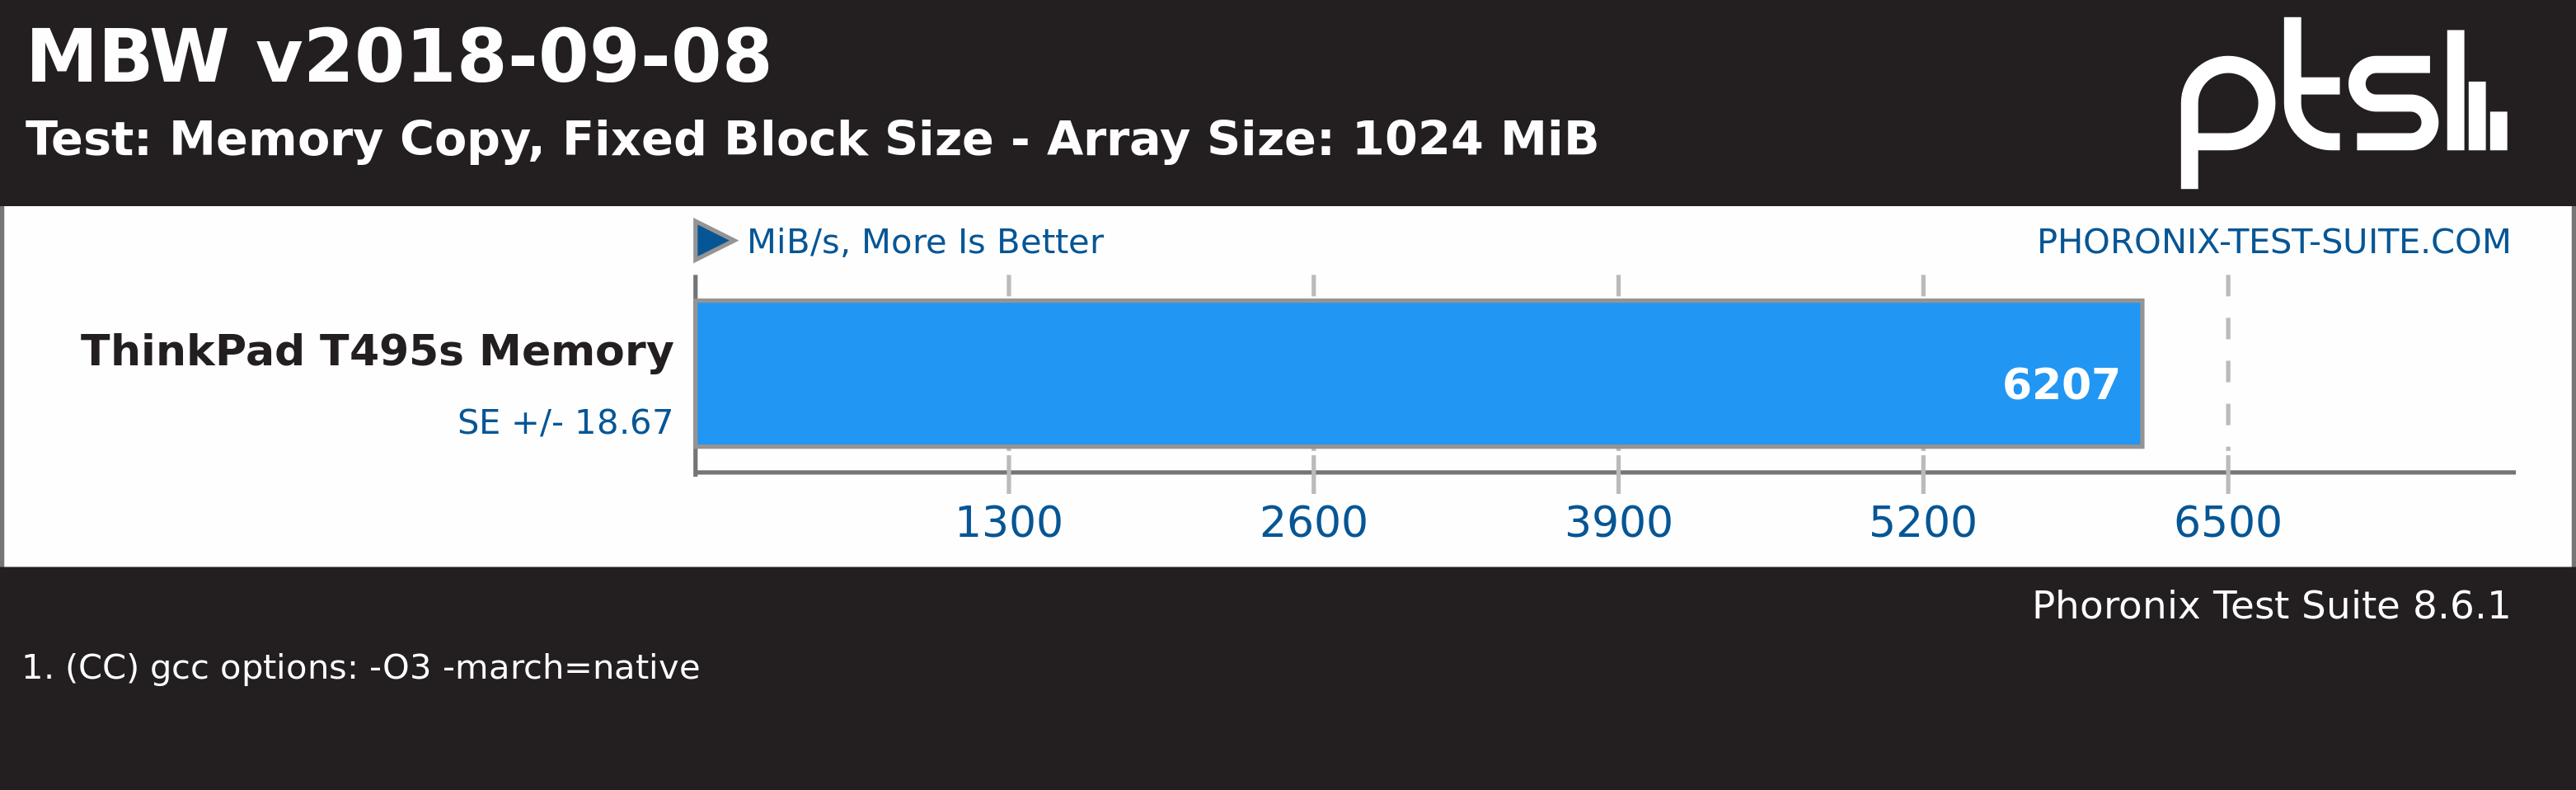 MBW v2018-09-08
Test: Memory Copy, Fixed Block Size - Array Size: 1024 MiB
ptsl
MiB/s, More Is Better
PHORONIX-TEST-SUITE.COM
ThinkPad T495s Memory
6207
SE +/- 18.67
1300 2600 3900 5200 6500
Phoronix Test Suite 8.6.1
1. (CC) gcc options: -O3 -march=native